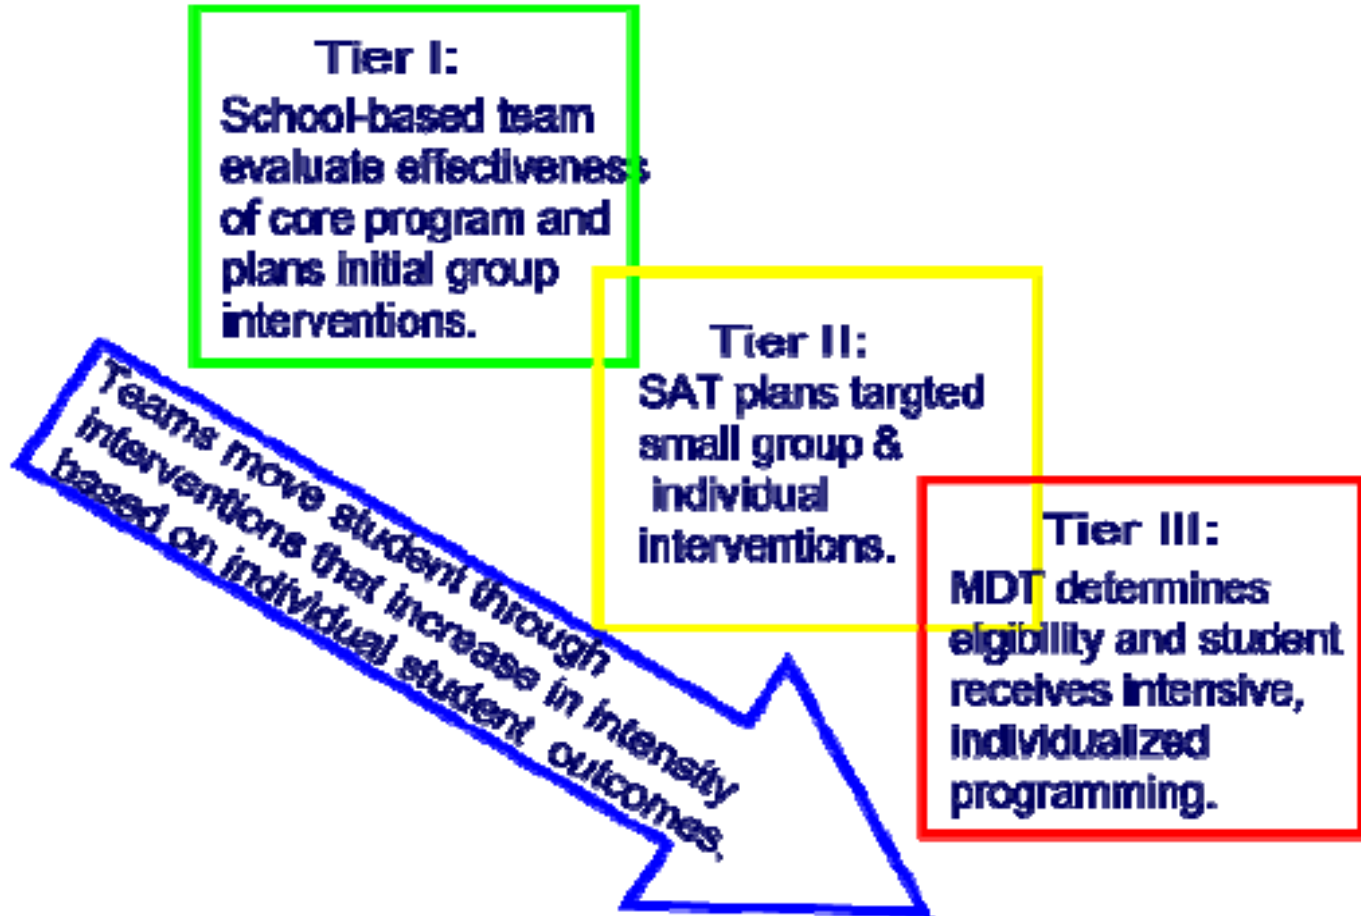 Tier I:
School-based team
evaluate effectiveness
of core program and
plans initial group
interventions.
Tier II:
SAT plans targted
small group &
individual
interventions.
Tier III:
MDT determines
elgibility and student
receives intensive,
individualized
programming.
Teams move student through
interventions that increase in intensity
based on individual student outcomes.